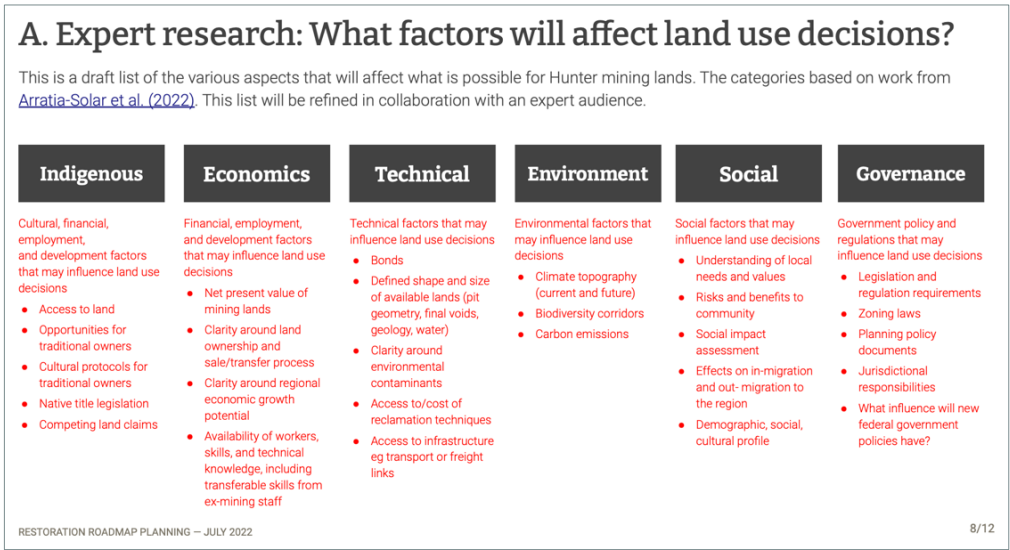 A. Expert research: What factors will affect land use decisions?
This is a draft list of the various aspects that will affect what is possible for Hunter mining lands. The categories based on work from
Arratia-Solar et al. (2022). This list will be refined in collaboration with an expert audience.
Indigenous
Cultural, financial,
employment,
and development factors
that may influence land use
decisions
● Access to land
● Opportunities for
traditional owners
● Cultural protocols for
traditional owners
● Native title legislation
● Competing land claims
Economics
Financial, employment,
and development factors
that may influence land use
decisions
● Net present value of
mining lands
● Clarity around land
ownership and
sale/transfer process
● Clarity around regional
economic growth
potential
● Availability of workers,
skills, and technical
knowledge, including
transferable skills from
ex-mining staff
Technical
Technical factors that may
influence land use decisions
● Bonds
● Defined shape and size
of available lands (pit
geometry, final voids,
geology, water)
● Clarity around
environmental
contaminants
● Access to/cost of
reclamation techniques
● Access to infrastructure
eg transport or freight
links
Environment
Environmental factors that
may influence land use
decisions
● Climate topography
(current and future)
● Biodiversity corridors
● Carbon emissions
Social
Social factors that may
influence land use decisions
● Understanding of local
needs and values
● Risks and benefits to
community
● Social impact
assessment
● Effects on in-migration
and out- migration to
the region
● Demographic, social,
cultural profile
Governance
Government policy and
regulations that may
influence land use decisions
● Legislation and
regulation requirements
● Zoning laws
● Planning policy
documents
● Jurisdictional
responsibilities
● What influence will new
federal government
policies have?
RESTORATION ROADMAP PLANNING — JULY 2022
8/12